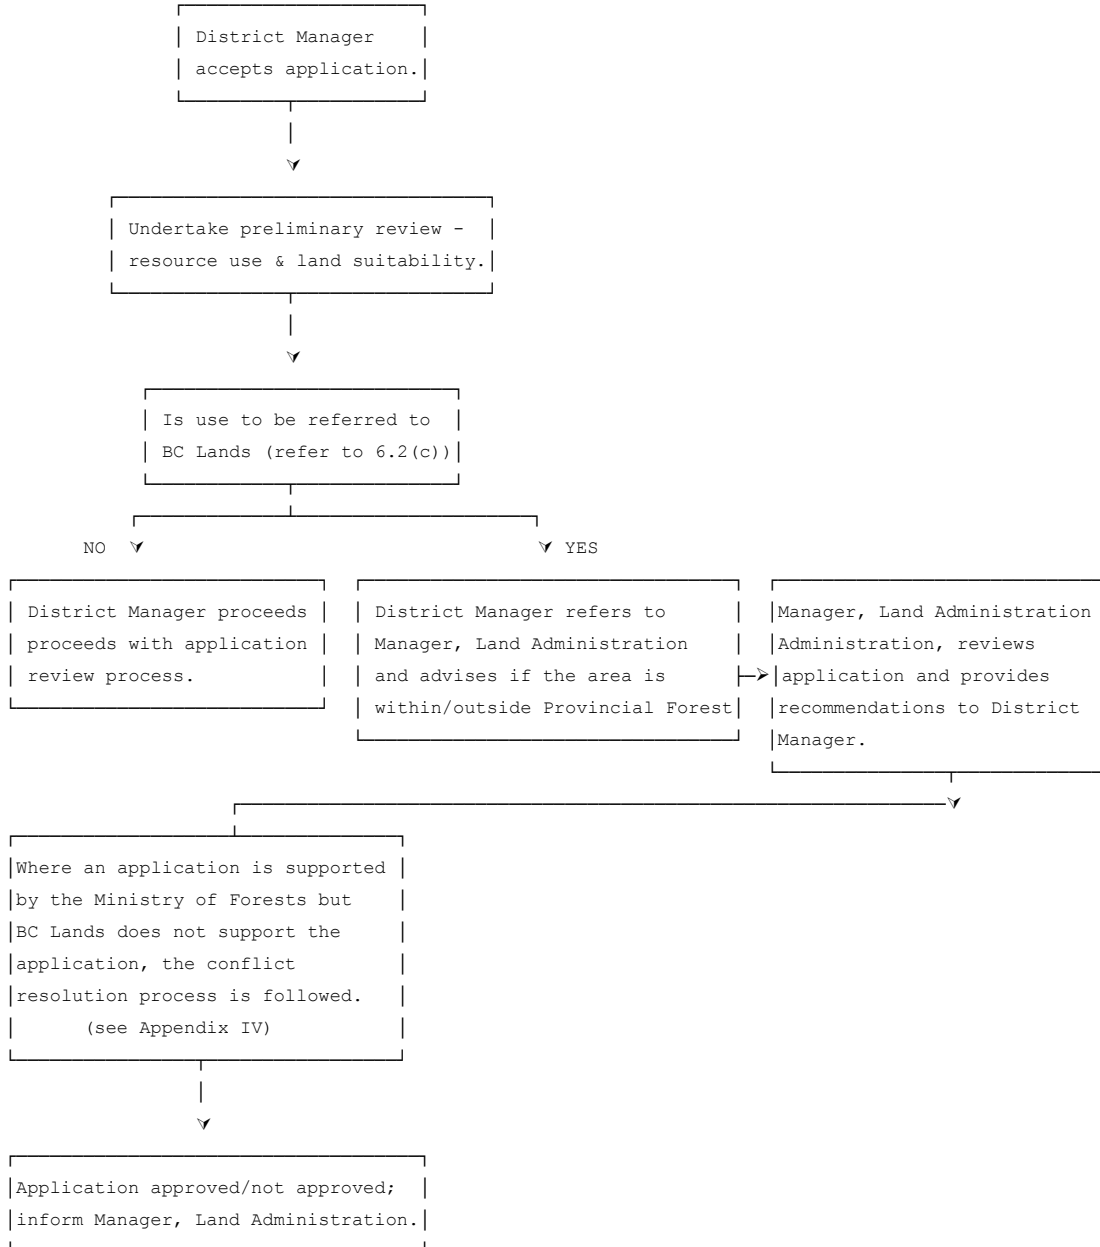 District Manager
accepts application.
Undertake preliminary review -
resource use & land suitability.
Is use to be referred to
BC Lands (refer to 6.2(c))
NO
YES
District Manager proceeds
proceeds with application
review process.
District Manager refers to
Manager, Land Administration
and advises if the area is
within/outside Provincial Forest
Manager, Land Administration
Administration, reviews
application and provides
recommendations to District
Manager.
Where an application is supported
by the Ministry of Forests but
BC Lands does not support the
application, the conflict
resolution process is followed.
(see Appendix IV)
Application approved/not approved;
inform Manager, Land Administration.